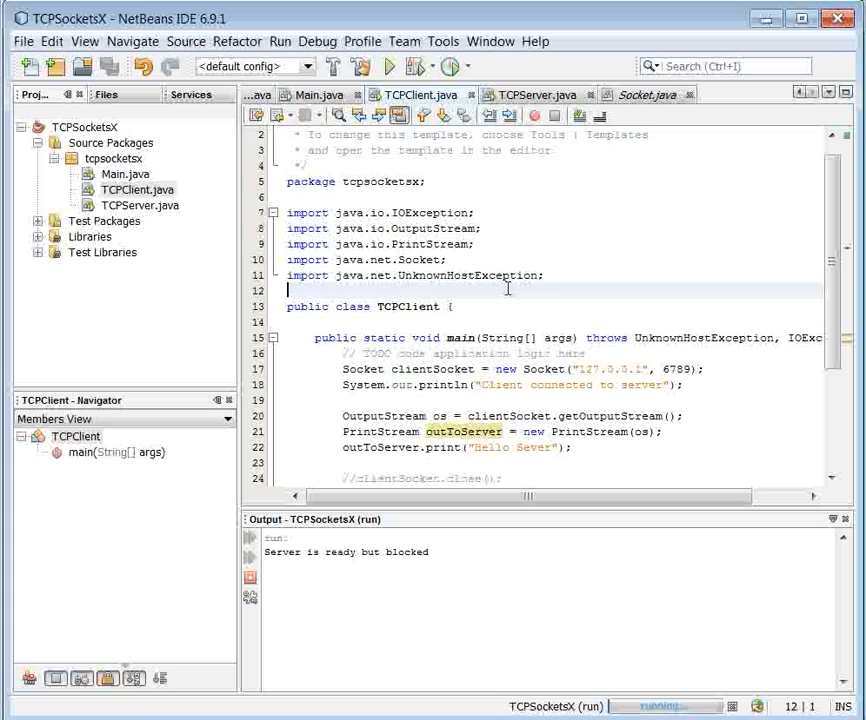 TCPSocketsX - NetBeans IDE 6.9.1
File Edit View Navigate Source Refactor Run Debug Profile Team Tools Window Help
<default config>
Search (Ctrl+I)
Proj... Files Services
...ava Main.java TCPClient.java TCPServer.java Socket.java
TCPSocketsX
Source Packages
tcpsocketsx
Main.java
TCPClient.java
TCPServer.java
Test Packages
Libraries
Test Libraries
2 * To change this template, choose Tools | Templates
3 * and open the template in the editor.
4 */
5 package tcpsocketsx;
6
7 import java.io.IOException;
8 import java.io.OutputStream;
9 import java.io.PrintStream;
10 import java.net.Socket;
11 import java.net.UnknownHostException;
12
13 public class TCPClient {
14
15 public static void main(String[] args) throws UnknownHostException, IOExc
16 // TODO code application logic here
17 Socket clientSocket = new Socket("127.0.0.1", 6789);
18 System.out.println("Client connected to server");
19
20 OutputStream os = clientSocket.getOutputStream();
21 PrintStream outToServer = new PrintStream(os);
22 outToServer.print("Hello Sever");
23
24 //clientSocket.close();
TCPClient - Navigator
Members View
TCPClient
main(String[] args)
Output - TCPSocketsX (run)
run:
Server is ready but blocked
TCPSocketsX (run) running... 12 | 1 INS